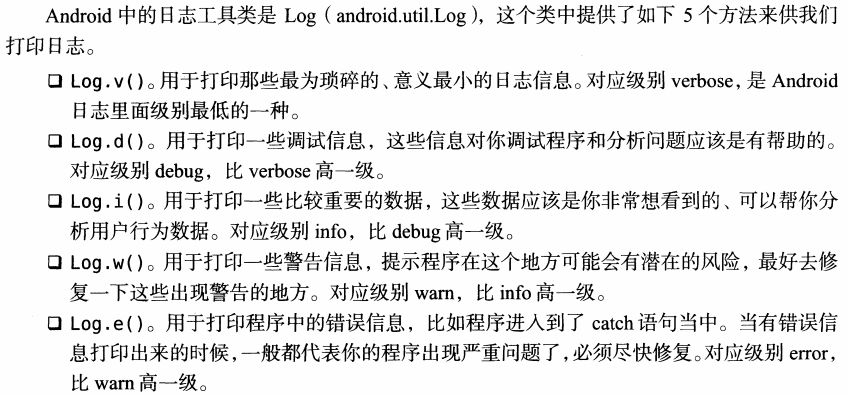 Android 中的日志工具类是 Log（android.util.Log），这个类中提供了如下 5 个方法来供我们
打印日志。
❑ Log.v()。用于打印那些最为琐碎的、意义最小的日志信息。对应级别 verbose，是 Android
日志里面级别最低的一种。
❑ Log.d()。用于打印一些调试信息，这些信息对你调试程序和分析问题应该是有帮助的。
对应级别 debug，比 verbose 高一级。
❑ Log.i()。用于打印一些比较重要的数据，这些数据应该是你非常想看到的、可以帮你分
析用户行为数据。对应级别 info，比 debug 高一级。
❑ Log.w()。用于打印一些警告信息，提示程序在这个地方可能会有潜在的风险，最好去修
复一下这些出现警告的地方。对应级别 warn，比 info 高一级。
❑ Log.e()。用于打印程序中的错误信息，比如程序进入到了 catch 语句当中。当有错误信
息打印出来的时候，一般都代表你的程序出现严重问题了，必须尽快修复。对应级别 error，
比 warn 高一级。